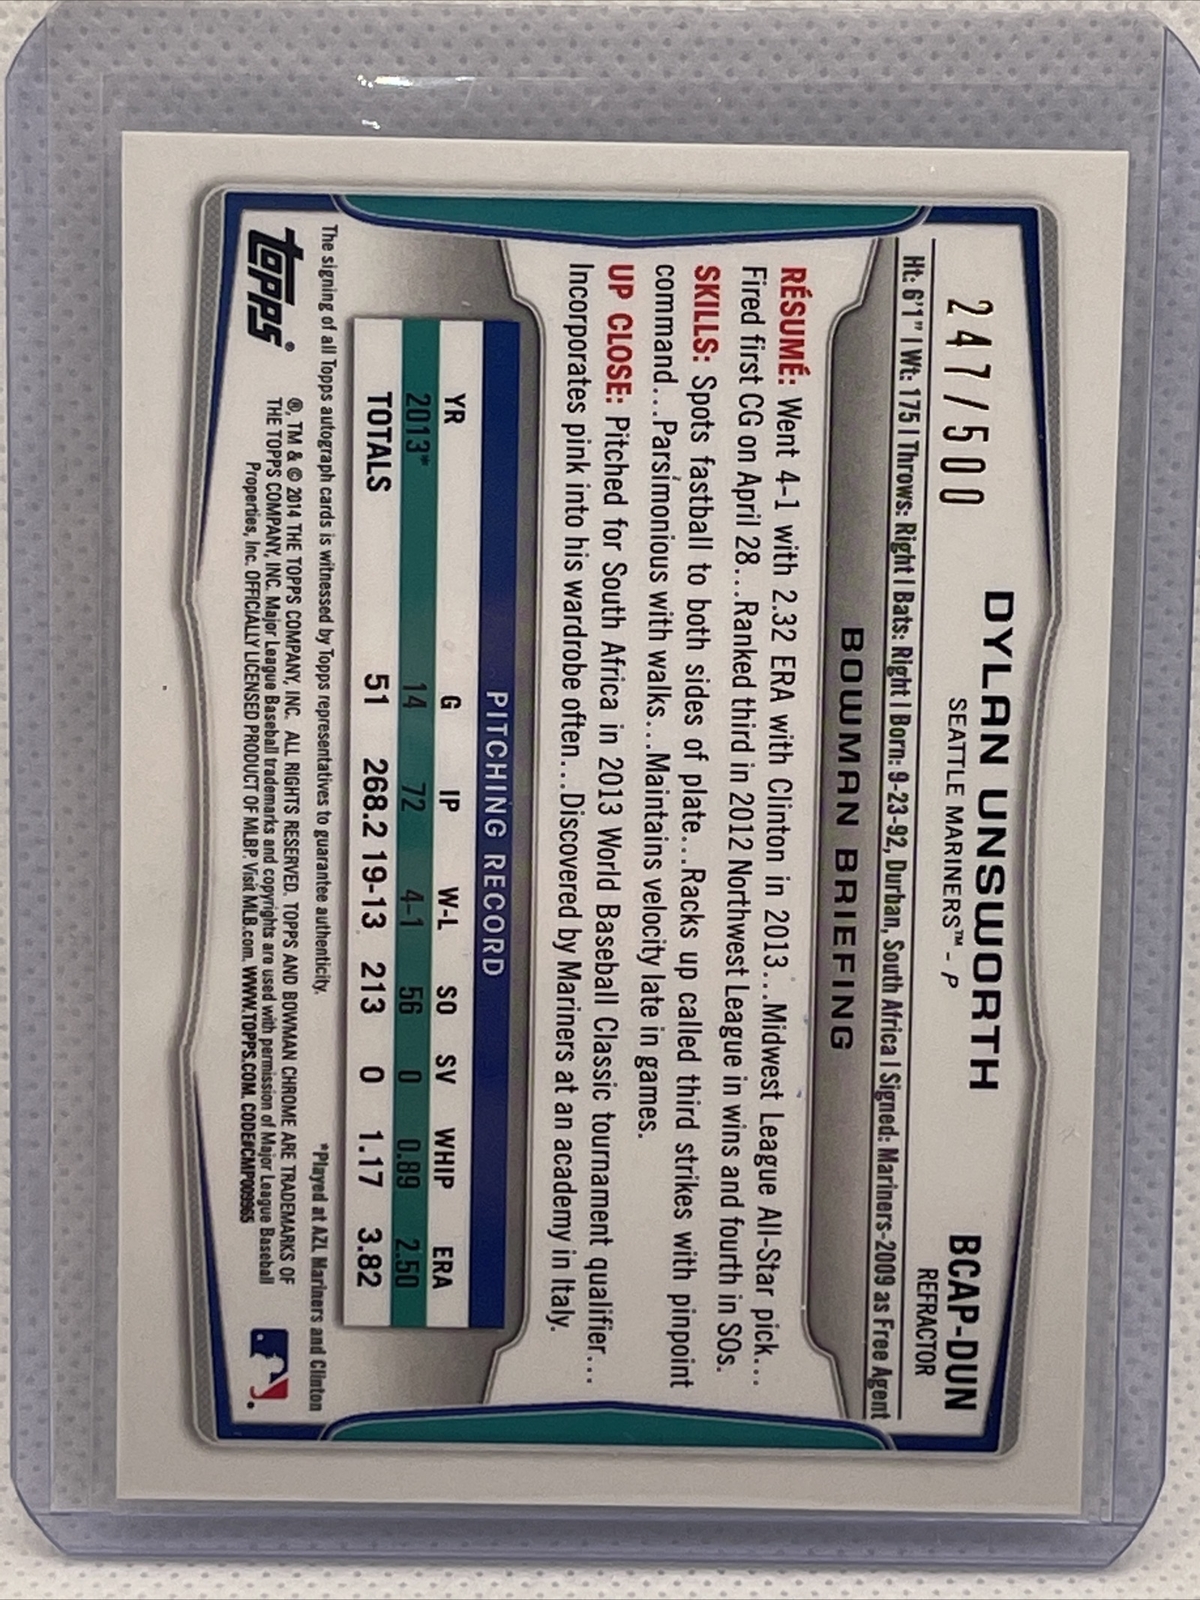 247/500
DYLAN UNSWORTH
BCAP-DUN
SEATTLE MARINERS™ - P
REFRACTOR
Ht: 6'1" | Wt: 175 | Throws: Right | Bats: Right | Born: 9-23-92, Durban, South Africa | Signed: Mariners-2009 as Free Agent
BOWMAN BRIEFING
RÉSUMÉ: Went 4-1 with 2.32 ERA with Clinton in 2013...Midwest League All-Star pick...
Fired first CG on April 28...Ranked third in 2012 Northwest League in wins and fourth in SOs.
SKILLS: Spots fastball to both sides of plate...Racks up called third strikes with pinpoint
command...Parsimonious with walks...Maintains velocity late in games.
UP CLOSE: Pitched for South Africa in 2013 World Baseball Classic tournament qualifier...
Incorporates pink into his wardrobe often...Discovered by Mariners at an academy in Italy.
PITCHING RECORD
YR G IP W-L SO SV WHIP ERA
2013* 14 72 4-1 56 0 0.89 2.50
TOTALS 51 268.2 19-13 213 0 1.17 3.82
*Played at AZL Mariners and Clinton
The signing of all Topps autograph cards is witnessed by Topps representatives to guarantee authenticity.
topps®
®, TM & © 2014 THE TOPPS COMPANY, INC. ALL RIGHTS RESERVED. TOPPS AND BOWMAN CHROME ARE TRADEMARKS OF
THE TOPPS COMPANY, INC. Major League Baseball trademarks and copyrights are used with permission of Major League Baseball
Properties, Inc. OFFICIALLY LICENSED PRODUCT OF MLBP. Visit MLB.com. WWW.TOPPS.COM. CODE#CMP009965